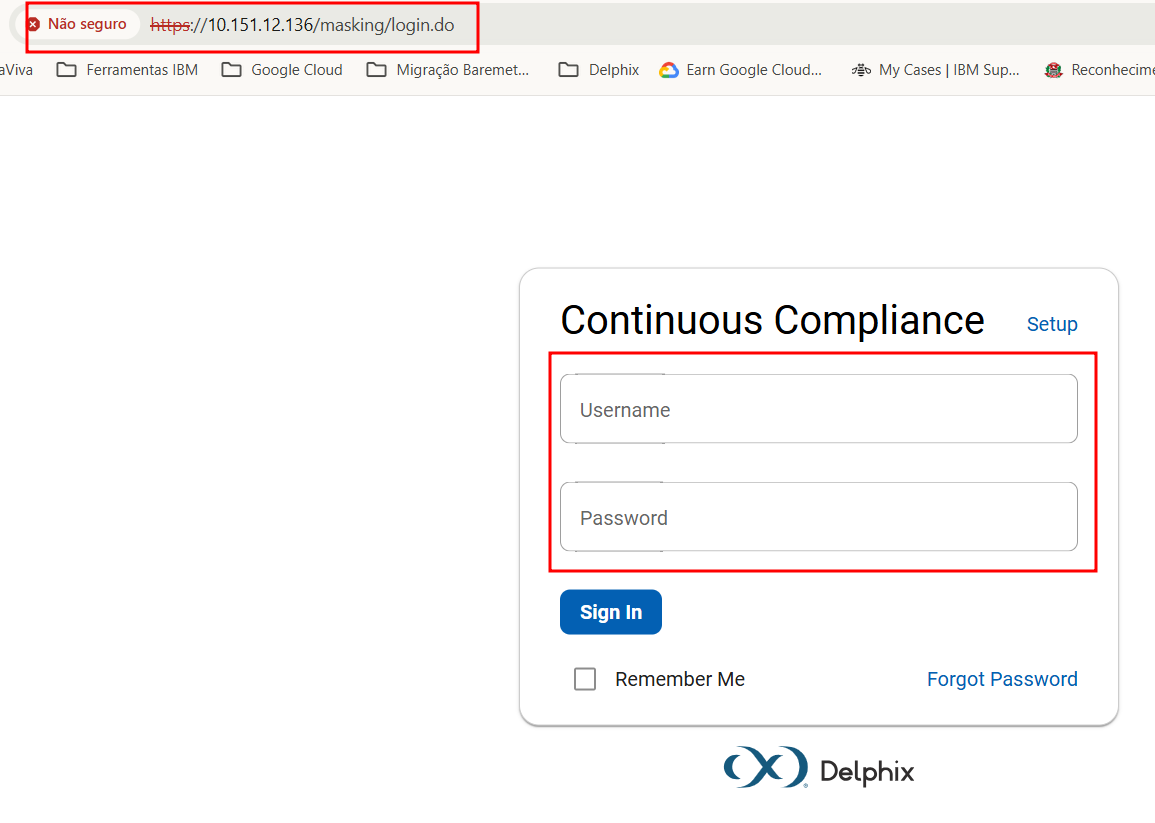 Não seguro https://10.151.12.136/masking/login.do
aViva Ferramentas IBM Google Cloud Migração Baremet... Delphix Earn Google Cloud... My Cases | IBM Sup... Reconhecime
Continuous Compliance Setup
Username
Password
Sign In
Remember Me Forgot Password
Delphix